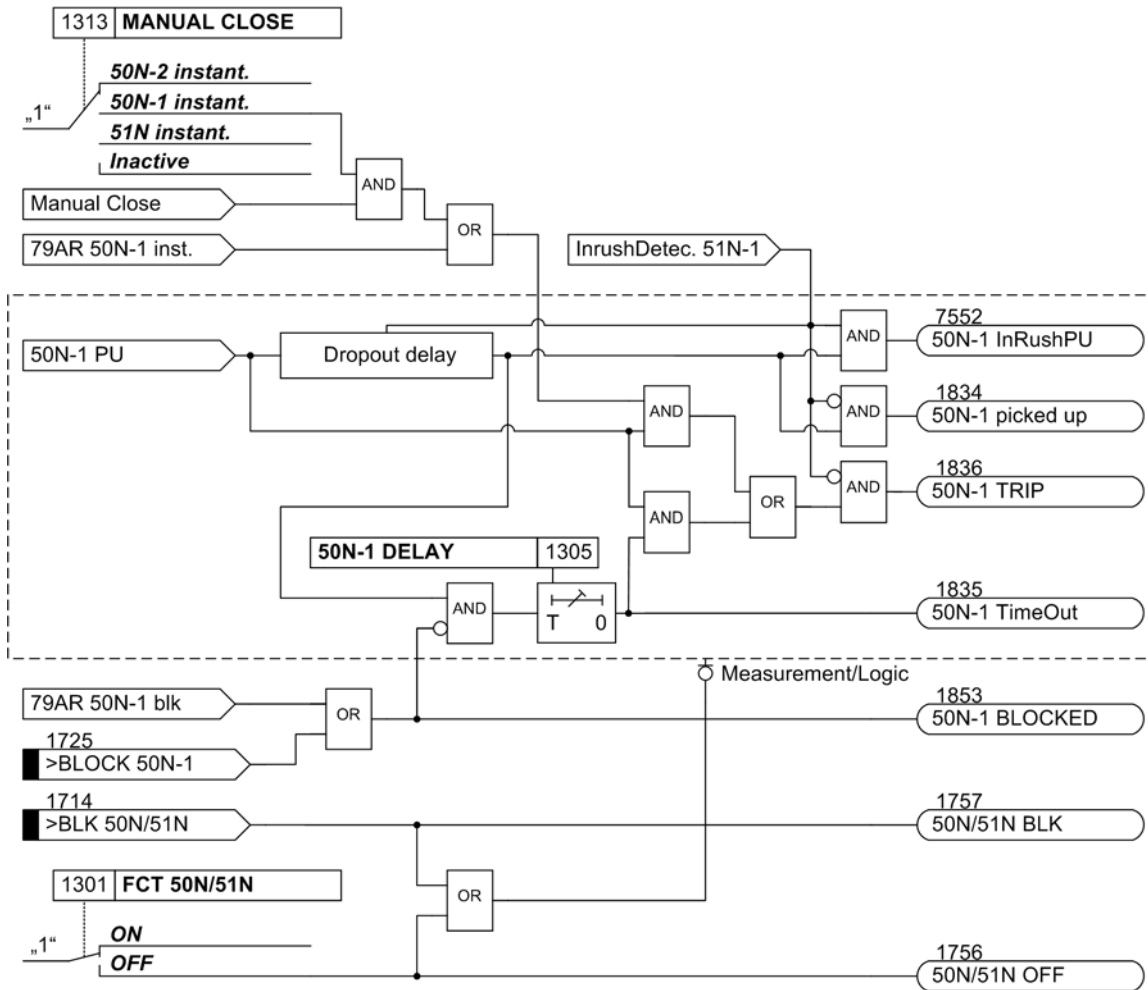 1313 MANUAL CLOSE
50N-2 instant.
„1“
50N-1 instant.
51N instant.
Inactive
AND
Manual Close
OR
79AR 50N-1 inst.
InrushDetec. 51N-1
50N-1 PU
Dropout delay
AND
7552
50N-1 InRushPU
AND
AND
1834
50N-1 picked up
AND
OR
AND
1836
50N-1 TRIP
50N-1 DELAY 1305
AND
T 0
1835
50N-1 TimeOut
Measurement/Logic
79AR 50N-1 blk
OR
1853
50N-1 BLOCKED
1725
>BLOCK 50N-1
1714
>BLK 50N/51N
1757
50N/51N BLK
1301 FCT 50N/51N
OR
„1“
ON
OFF
1756
50N/51N OFF